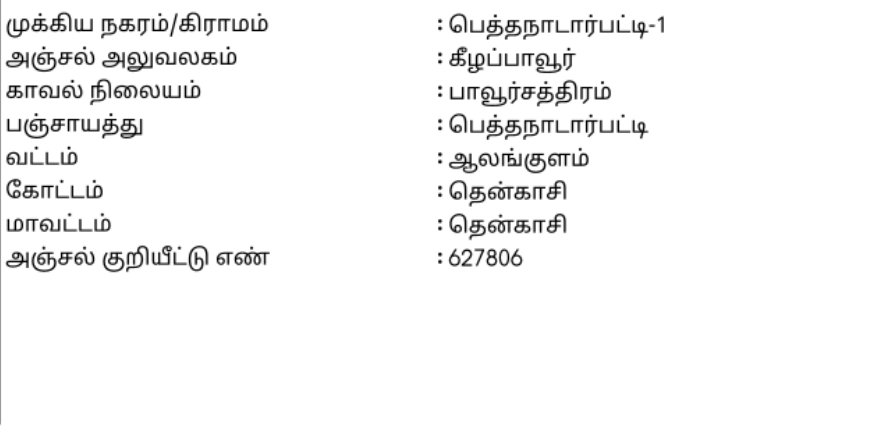 முக்கிய நகரம்/கிராமம் : பெத்தநாடார்பட்டி-1
அஞ்சல் அலுவலகம் : கீழப்பாவூர்
காவல் நிலையம் : பாவூர்சத்திரம்
பஞ்சாயத்து : பெத்தநாடார்பட்டி
வட்டம் : ஆலங்குளம்
கோட்டம் : தென்காசி
மாவட்டம் : தென்காசி
அஞ்சல் குறியீட்டு எண் : 627806